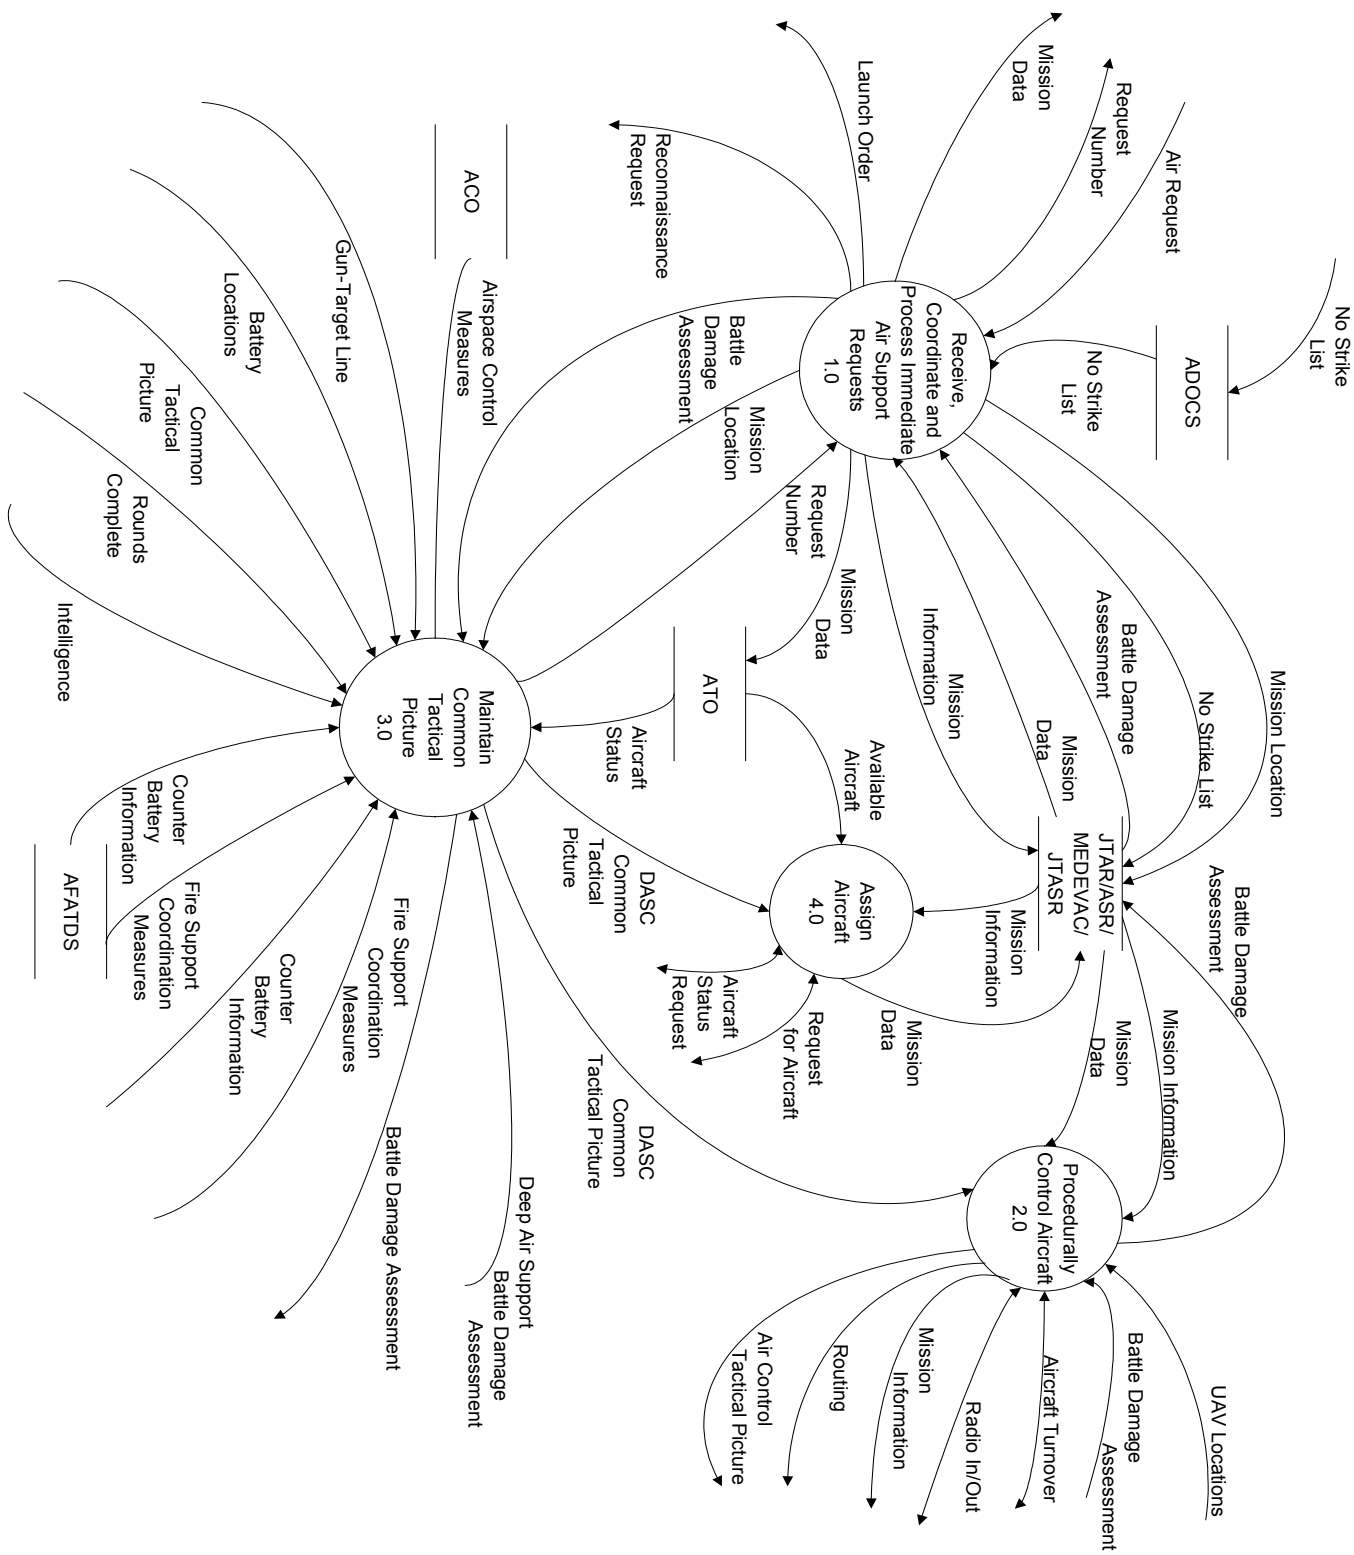 No Strike
List
ADOCS
No Strike
List
Air Request
Request
Number
Mission
Data
Launch Order
Reconnaissance
Request
Receive,
Coordinate and
Process Immediate
Air Support
Requests
1.0
Mission Location
No Strike List
Battle Damage
Assessment
Mission
Data
Mission
Information
Mission
Data
Request
Number
Mission
Location
Battle
Damage
Assessment
ACO
Airspace Control
Measures
Gun-Target Line
Battery
Locations
Common
Tactical
Picture
Rounds
Complete
Intelligence
ATO
Available
Aircraft
Aircraft
Status
JTAR/ASR/
MEDEVAC/
JTASR
Battle Damage
Assessment
Mission Information
Mission
Data
Mission
Information
Assign
Aircraft
4.0
Mission
Data
Request
for Aircraft
Aircraft
Status
Request
DASC
Common
Tactical
Picture
Maintain
Common
Tactical
Picture
3.0
Counter
Battery
Information
AFATDS
Fire Support
Coordination
Measures
Counter
Battery
Information
Fire Support
Coordination
Measures
Battle Damage Assessment
Deep Air Support
Battle Damage
Assessment
DASC
Common
Tactical Picture
Procedurally
Control Aircraft
2.0
UAV Locations
Battle Damage
Assessment
Aircraft Turnover
Radio In/Out
Mission
Information
Routing
Air Control
Tactical Picture